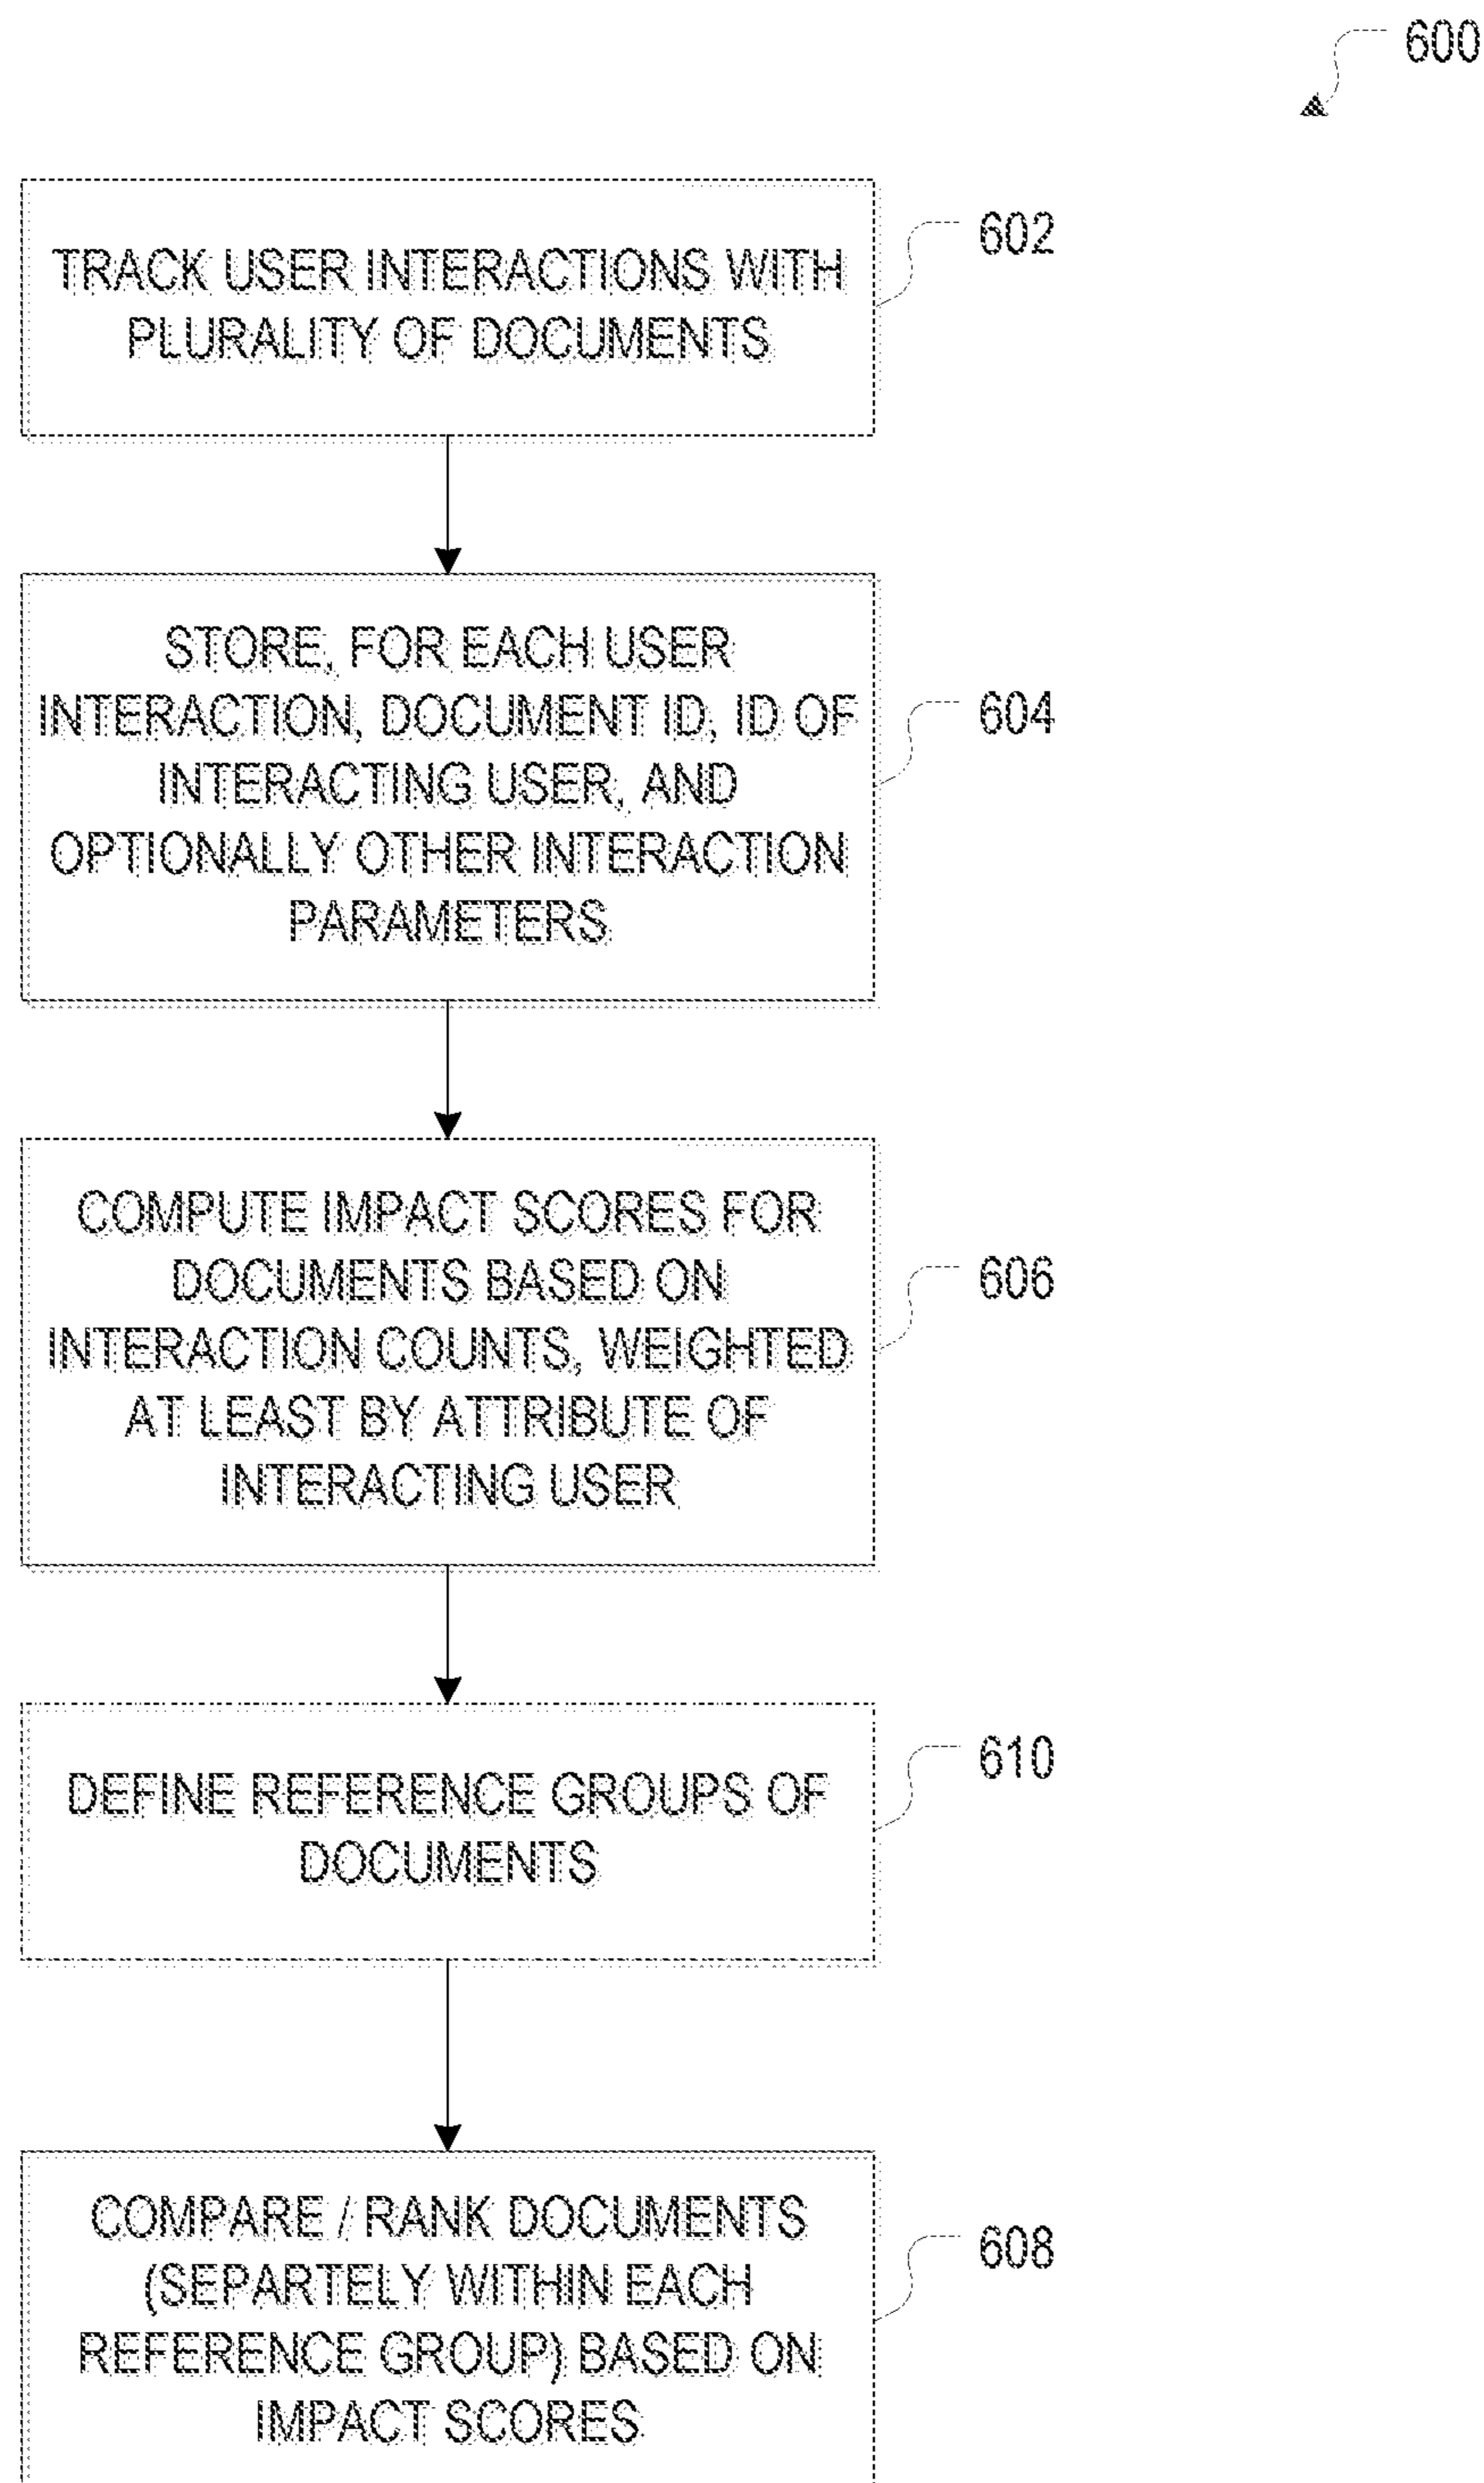 600
TRACK USER INTERACTIONS WITH
PLURALITY OF DOCUMENTS
602
STORE, FOR EACH USER
INTERACTION, DOCUMENT ID, ID OF
INTERACTING USER, AND
OPTIONALLY OTHER INTERACTION
PARAMETERS
604
COMPUTE IMPACT SCORES FOR
DOCUMENTS BASED ON
INTERACTION COUNTS, WEIGHTED
AT LEAST BY ATTRIBUTE OF
INTERACTING USER
606
DEFINE REFERENCE GROUPS OF
DOCUMENTS
610
COMPARE / RANK DOCUMENTS
(SEPARTELY WITHIN EACH
REFERENCE GROUP) BASED ON
IMPACT SCORES
608